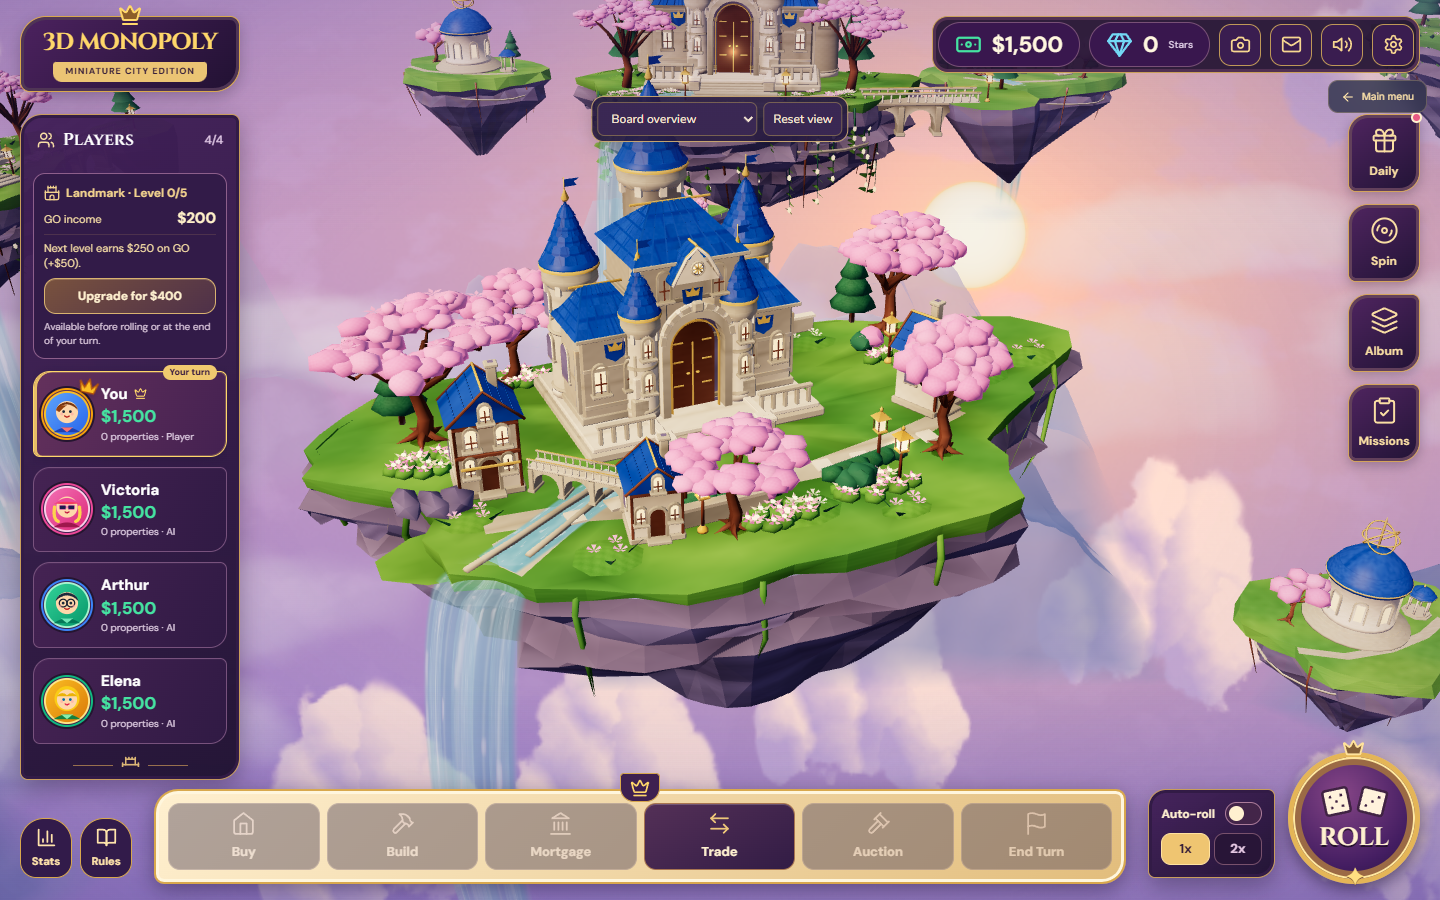 3D MONOPOLY
MINIATURE CITY EDITION
$1,500
0 Stars
Main menu
Board overview
Reset view
PLAYERS
4/4
Landmark · Level 0/5
GO income $200
Next level earns $250 on GO
(+$50).
Upgrade for $400
Available before rolling or at the end
of your turn.
Your turn
You
$1,500
0 properties · Player
Victoria
$1,500
0 properties · AI
Arthur
$1,500
0 properties · AI
Elena
$1,500
0 properties · AI
Daily
Spin
Album
Missions
Stats
Rules
Buy
Build
Mortgage
Trade
Auction
End Turn
Auto-roll
1x
2x
ROLL